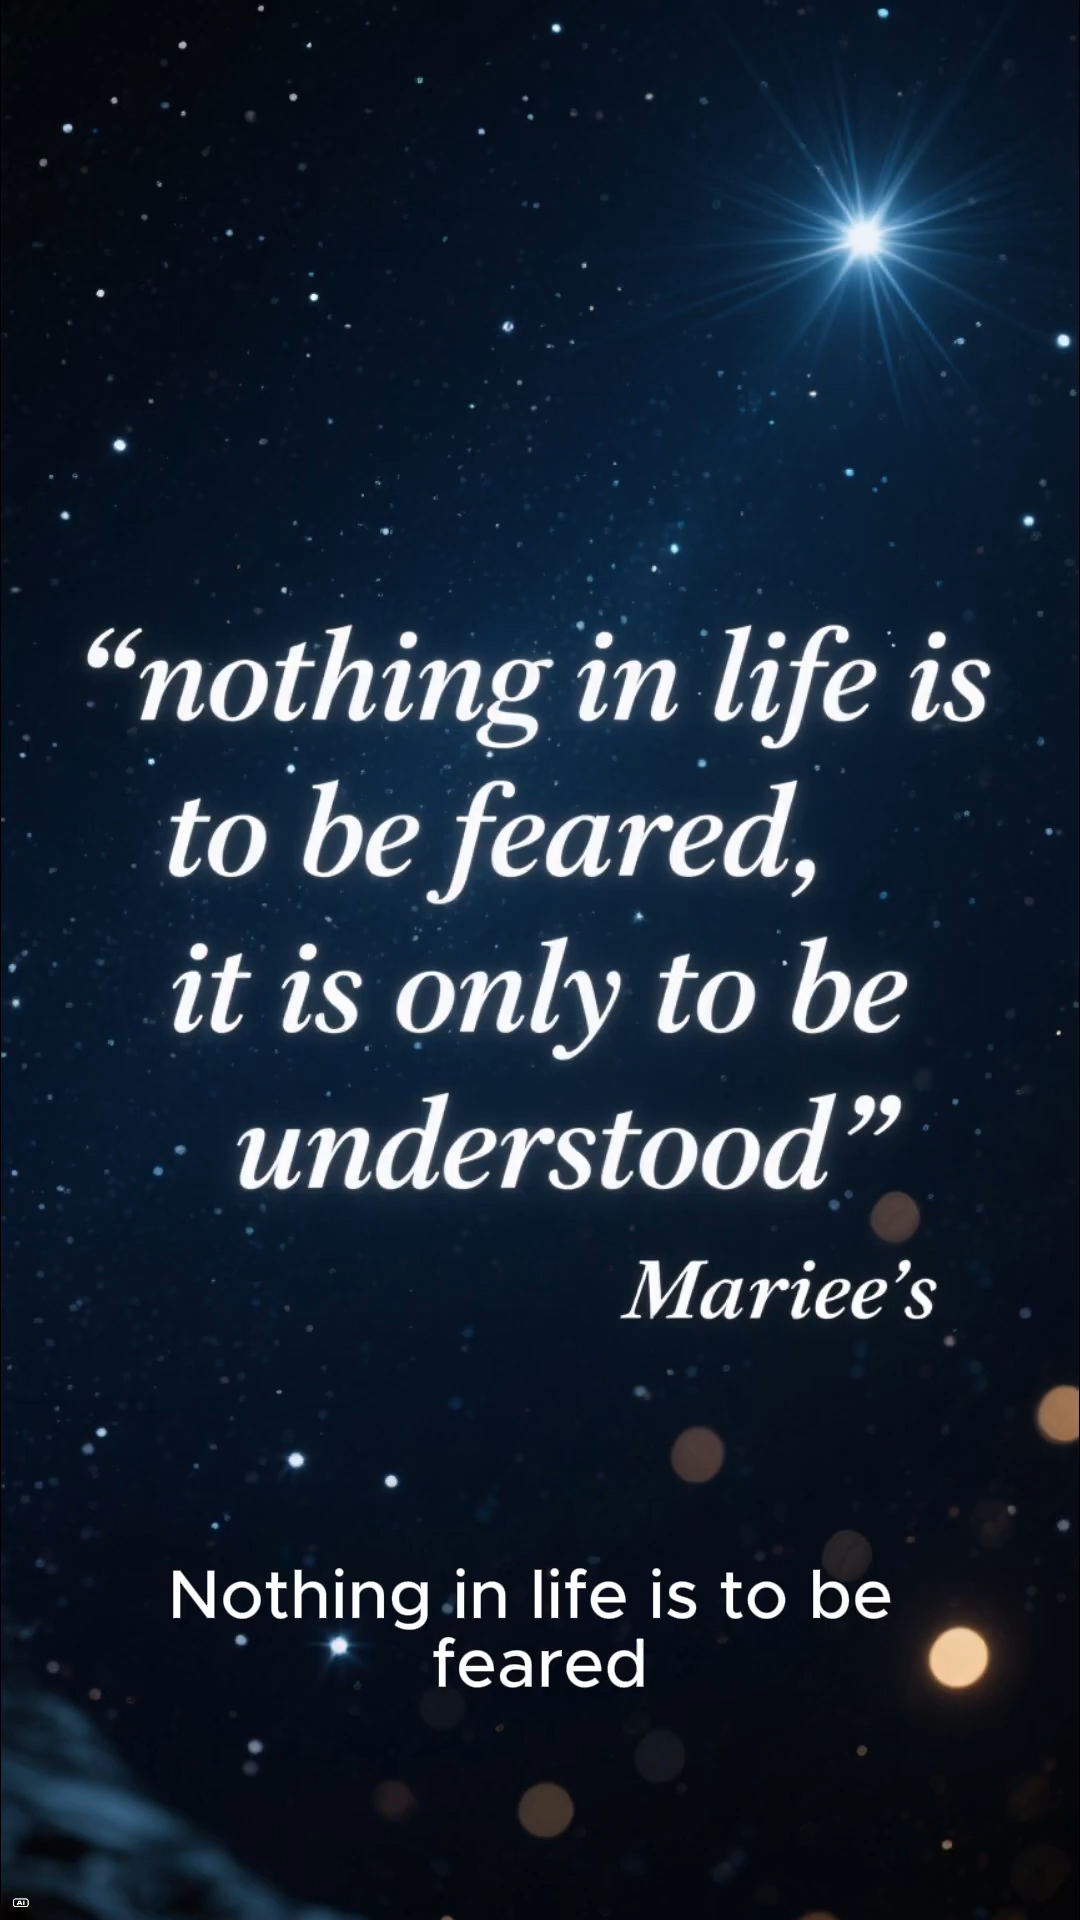 “nothing in life is
to be feared,
it is only to be
understood”
Mariee’s
Nothing in life is to be
feared
AI